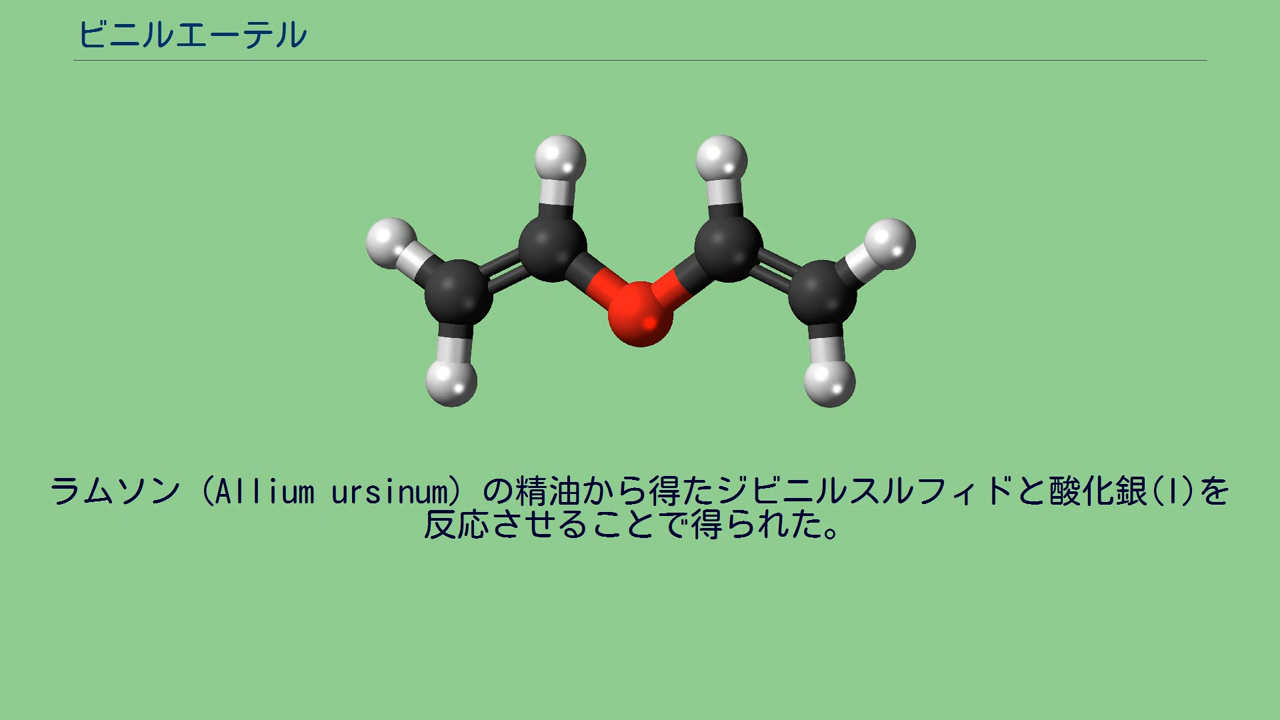 ビニルエーテル
ラムソン（Allium ursinum）の精油から得たジビニルスルフィドと酸化銀(I)を
反応させることで得られた。